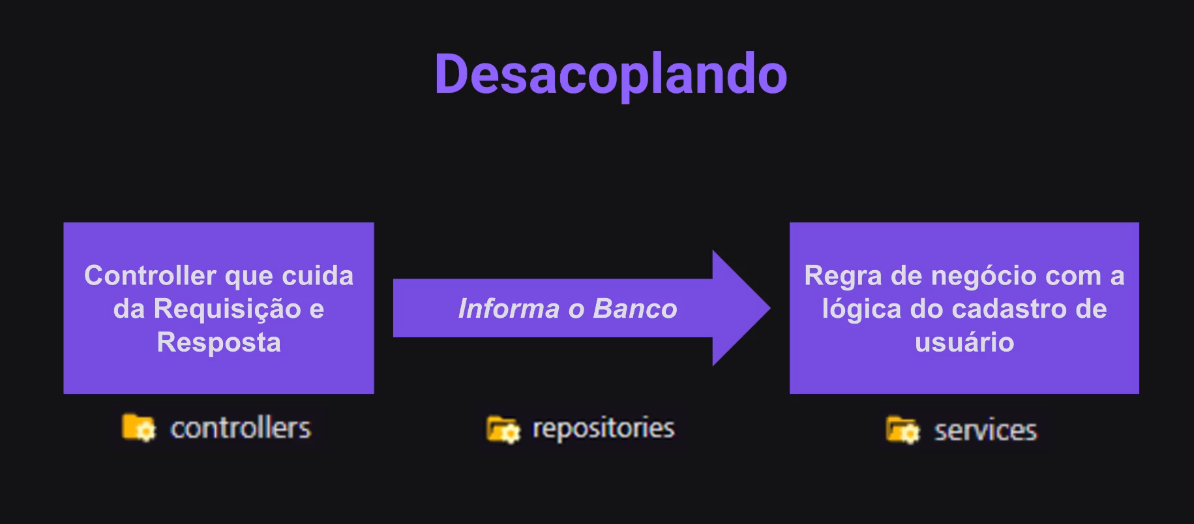 Desacoplando
Controller que cuida
da Requisição e
Resposta
Informa o Banco
Regra de negócio com a
lógica do cadastro de
usuário
controllers
repositories
services